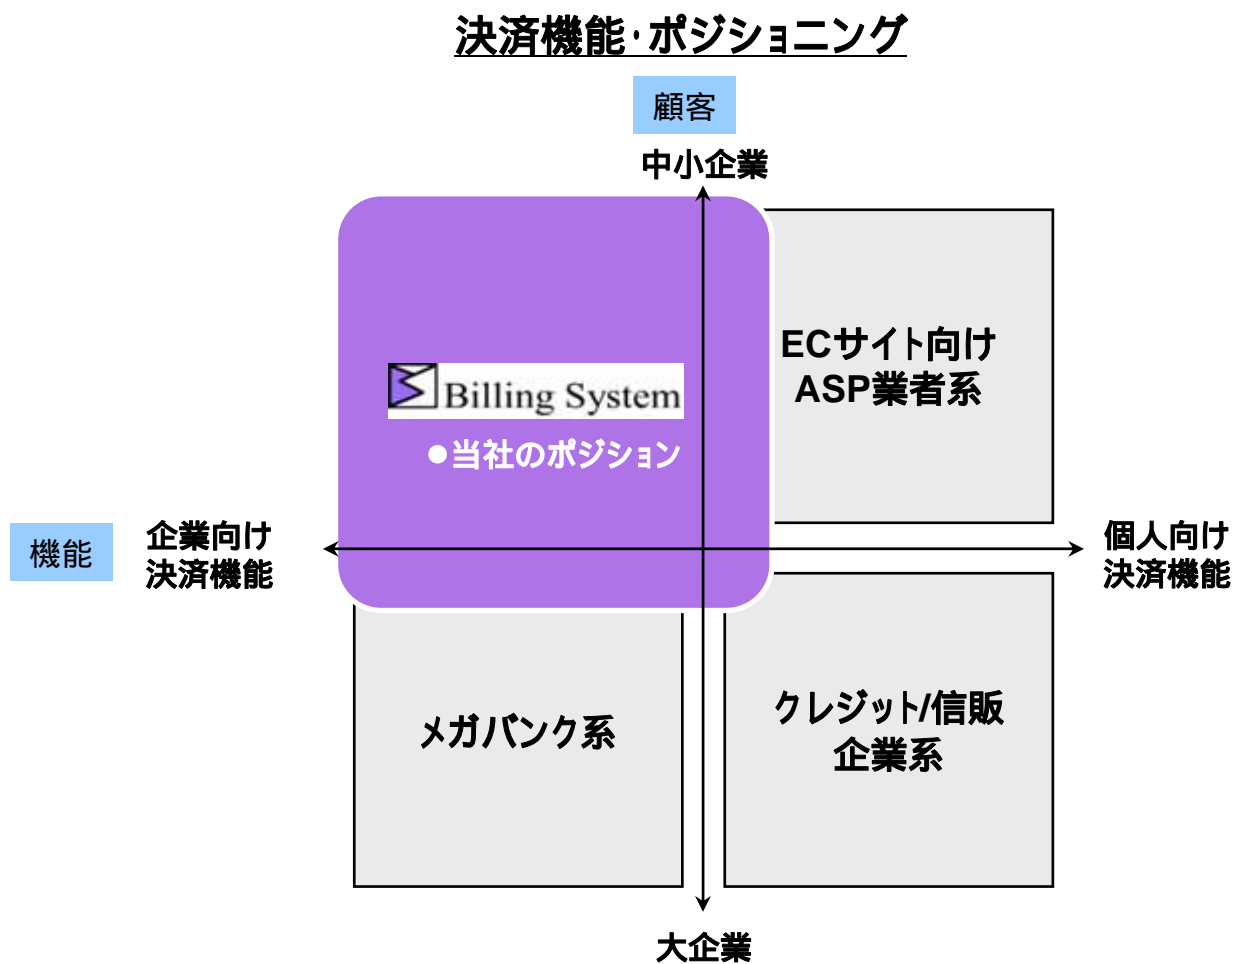 決済機能・ポジショニング
顧客
中小企業
ECサイト向け
ASP業者系
Billing System
●当社のポジション
機能
企業向け
決済機能
個人向け
決済機能
メガバンク系
クレジット/信販
企業系
大企業